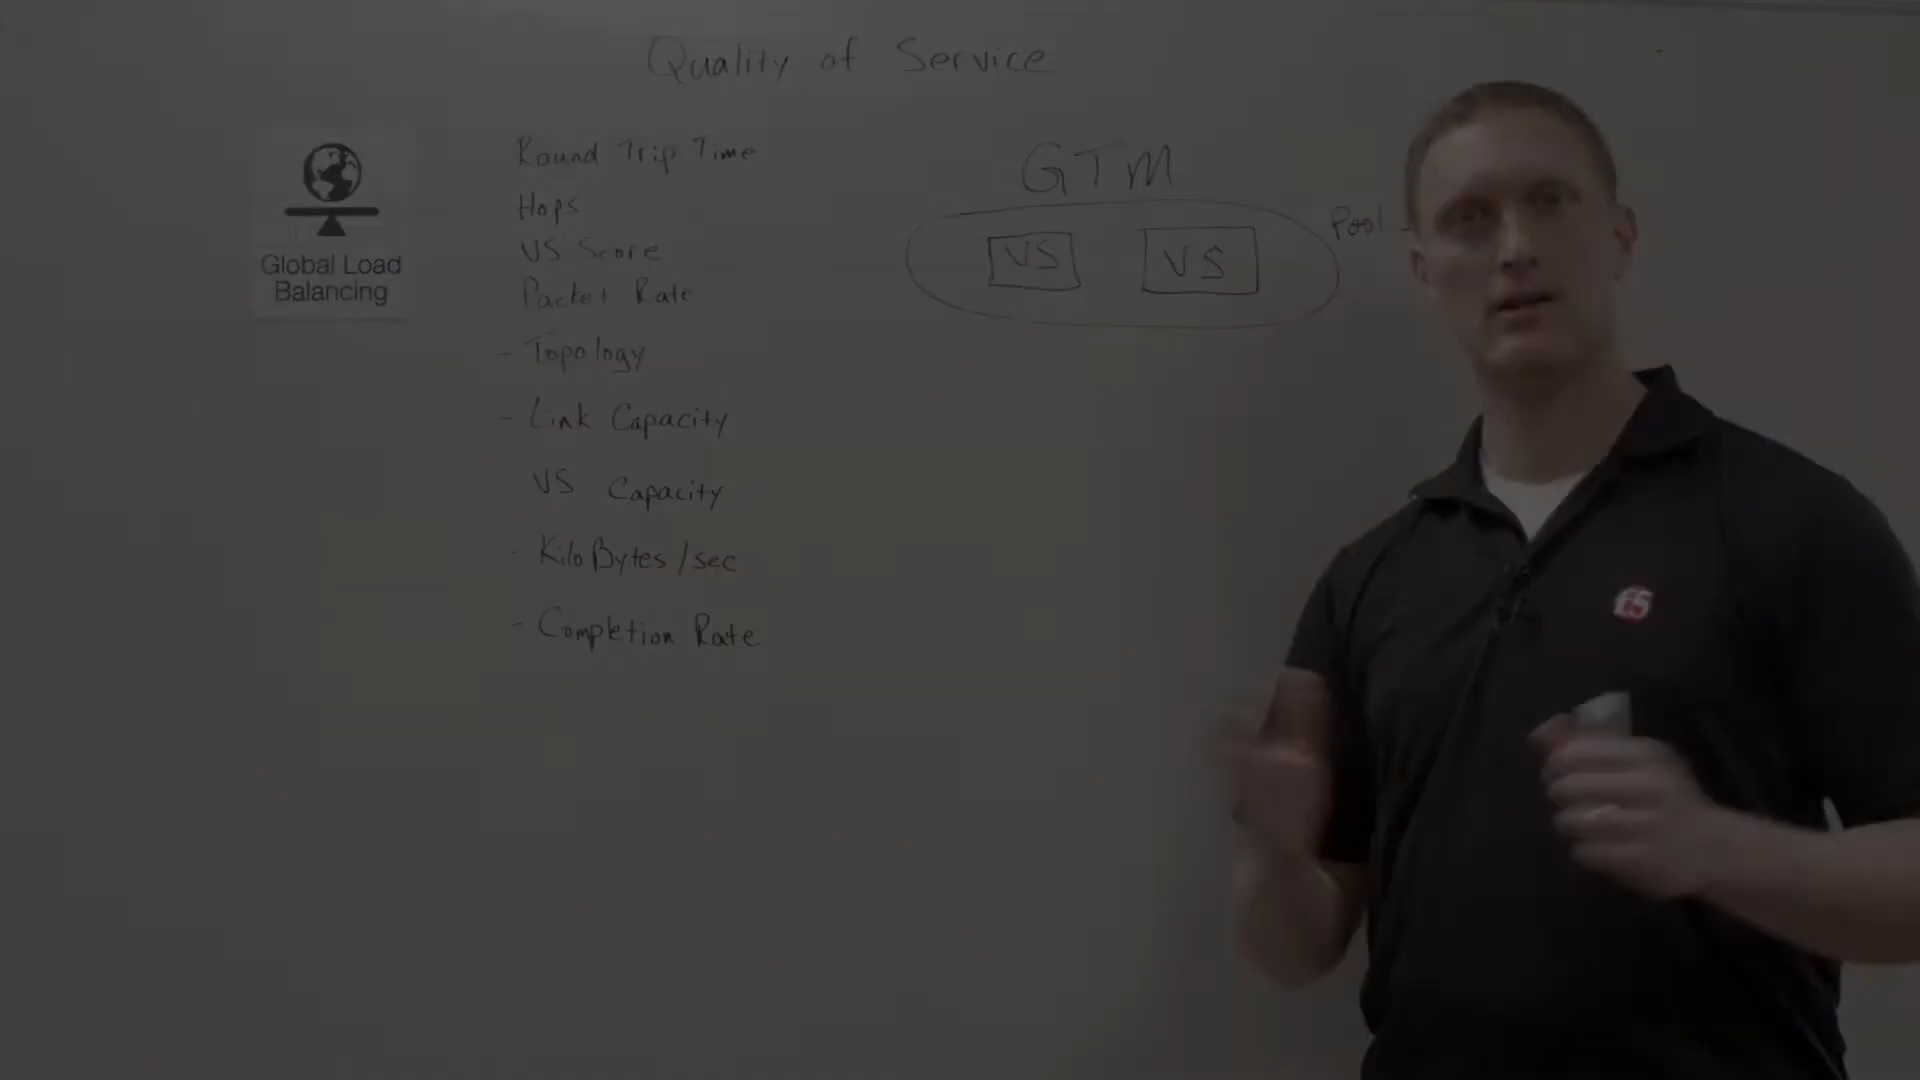 Quality of Service
Global Load
Balancing
Round Trip Time
Hops
VS Score
Packet Rate
- Topology
- Link Capacity
VS Capacity
- KiloBytes/sec
- Completion Rate
GTM
VS VS
Pool -
f5